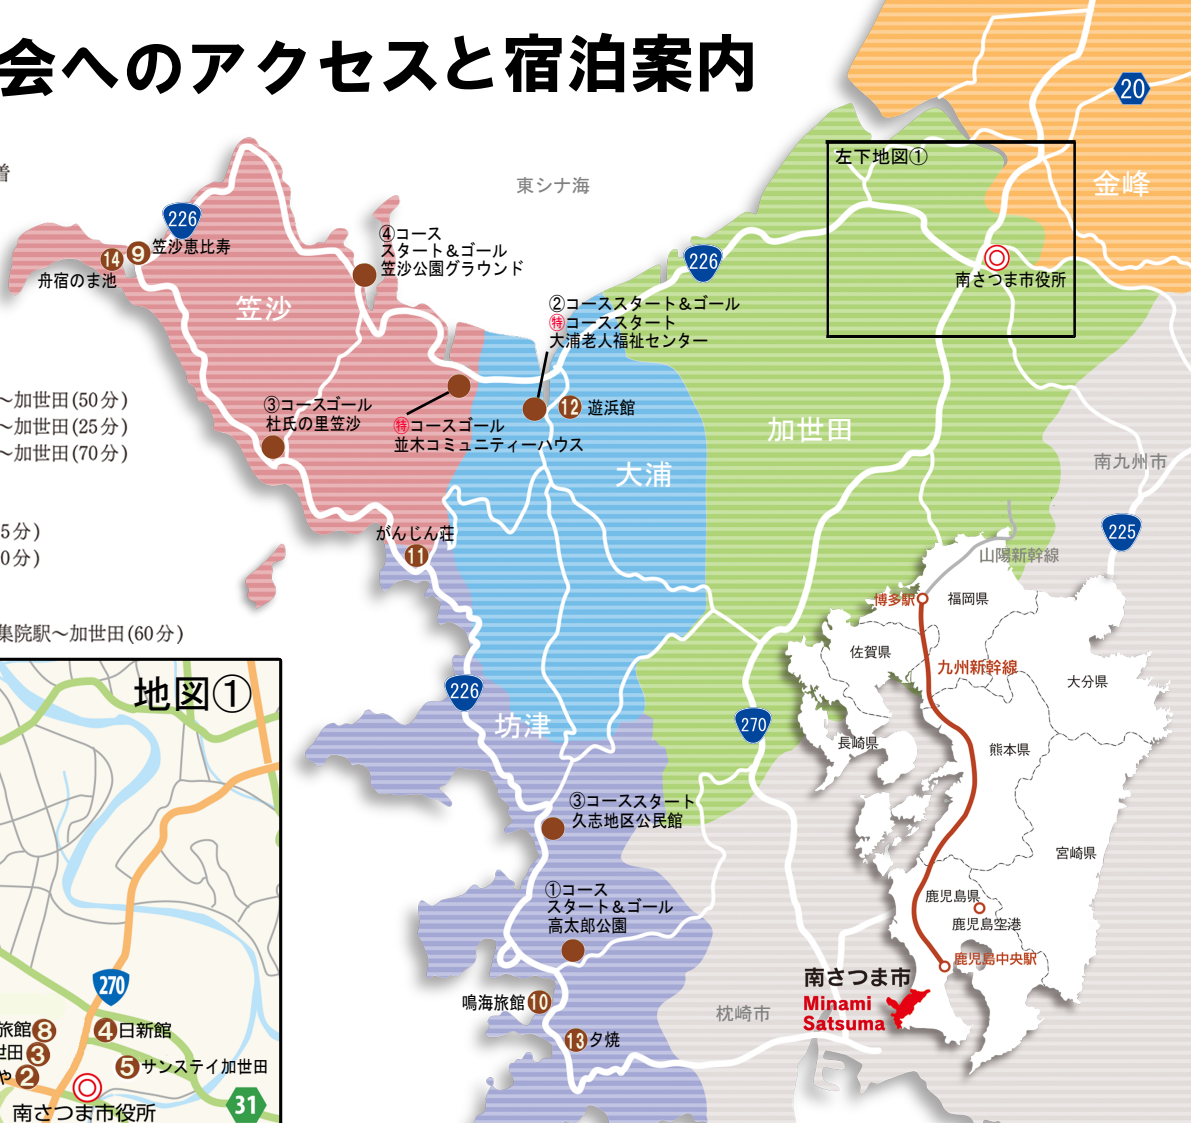 会へのアクセスと宿泊案内
着
東シナ海
20
左下地図①
金峰
226
14
9
笠沙恵比寿
舟宿のま池
④コース
スタート＆ゴール
笠沙公園グラウンド
226
南さつま市役所
笠沙
②コーススタート＆ゴール
特コーススタート
大浦老人福祉センター
～加世田(50分)
～加世田(25分)
～加世田(70分)
③コースゴール
杜氏の里笠沙
特コースゴール
並木コミュニティーハウス
12
遊浜館
加世田
大浦
南九州市
225
5分)
0分)
がんじん荘
11
山陽新幹線
博多駅
福岡県
集院駅～加世田(60分)
佐賀県
九州新幹線
大分県
地図①
226
坊津
270
長崎県
熊本県
③コーススタート
久志地区公民館
宮崎県
①コース
スタート＆ゴール
高太郎公園
鹿児島県
鹿児島空港
鹿児島中央駅
270
南さつま市
Minami
Satsuma
鳴海旅館10
枕崎市
13夕焼
旅館8
4日新館
世田3
5サンステイ加世田
や2
31
南さつま市役所